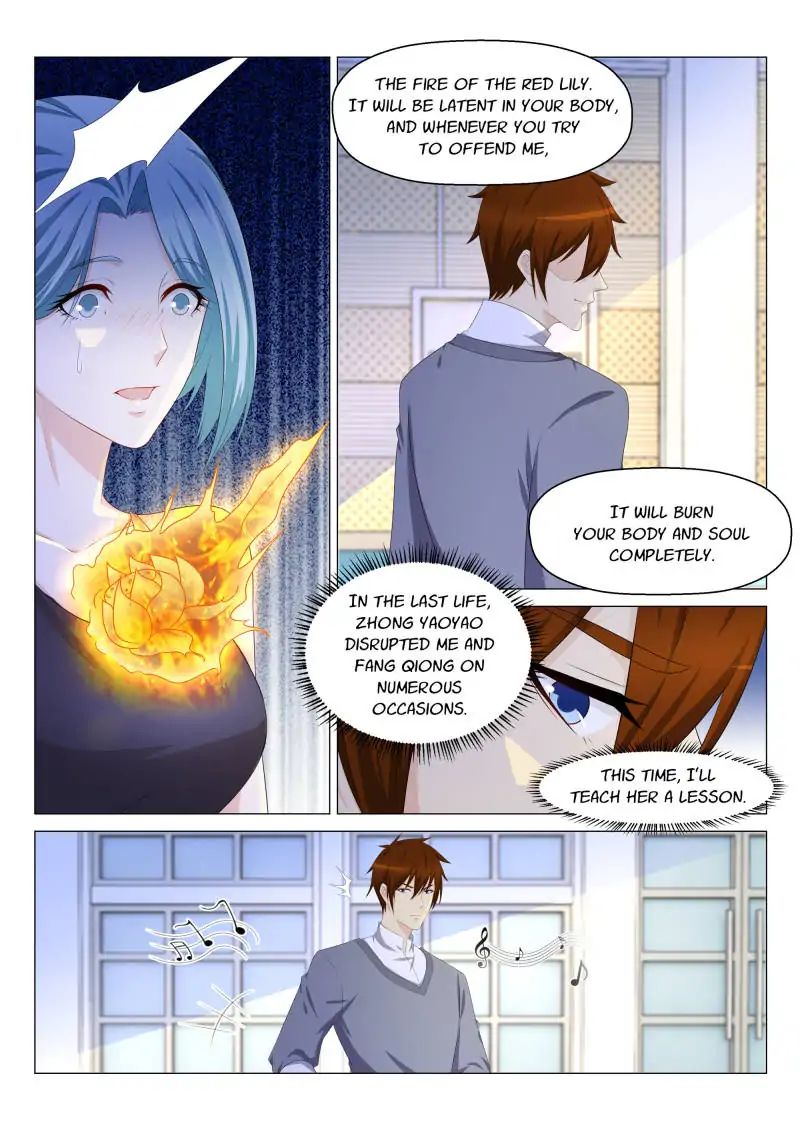 THE FIRE OF THE RED LILY.
IT WILL BE LATENT IN YOUR BODY,
AND WHENEVER YOU TRY
TO OFFEND ME,
IT WILL BURN
YOUR BODY AND SOUL
COMPLETELY.
IN THE LAST LIFE,
ZHONG YAOYAO
DISRUPTED ME AND
FANG QIONG ON
NUMEROUS
OCCASIONS.
THIS TIME, I'LL
TEACH HER A LESSON.